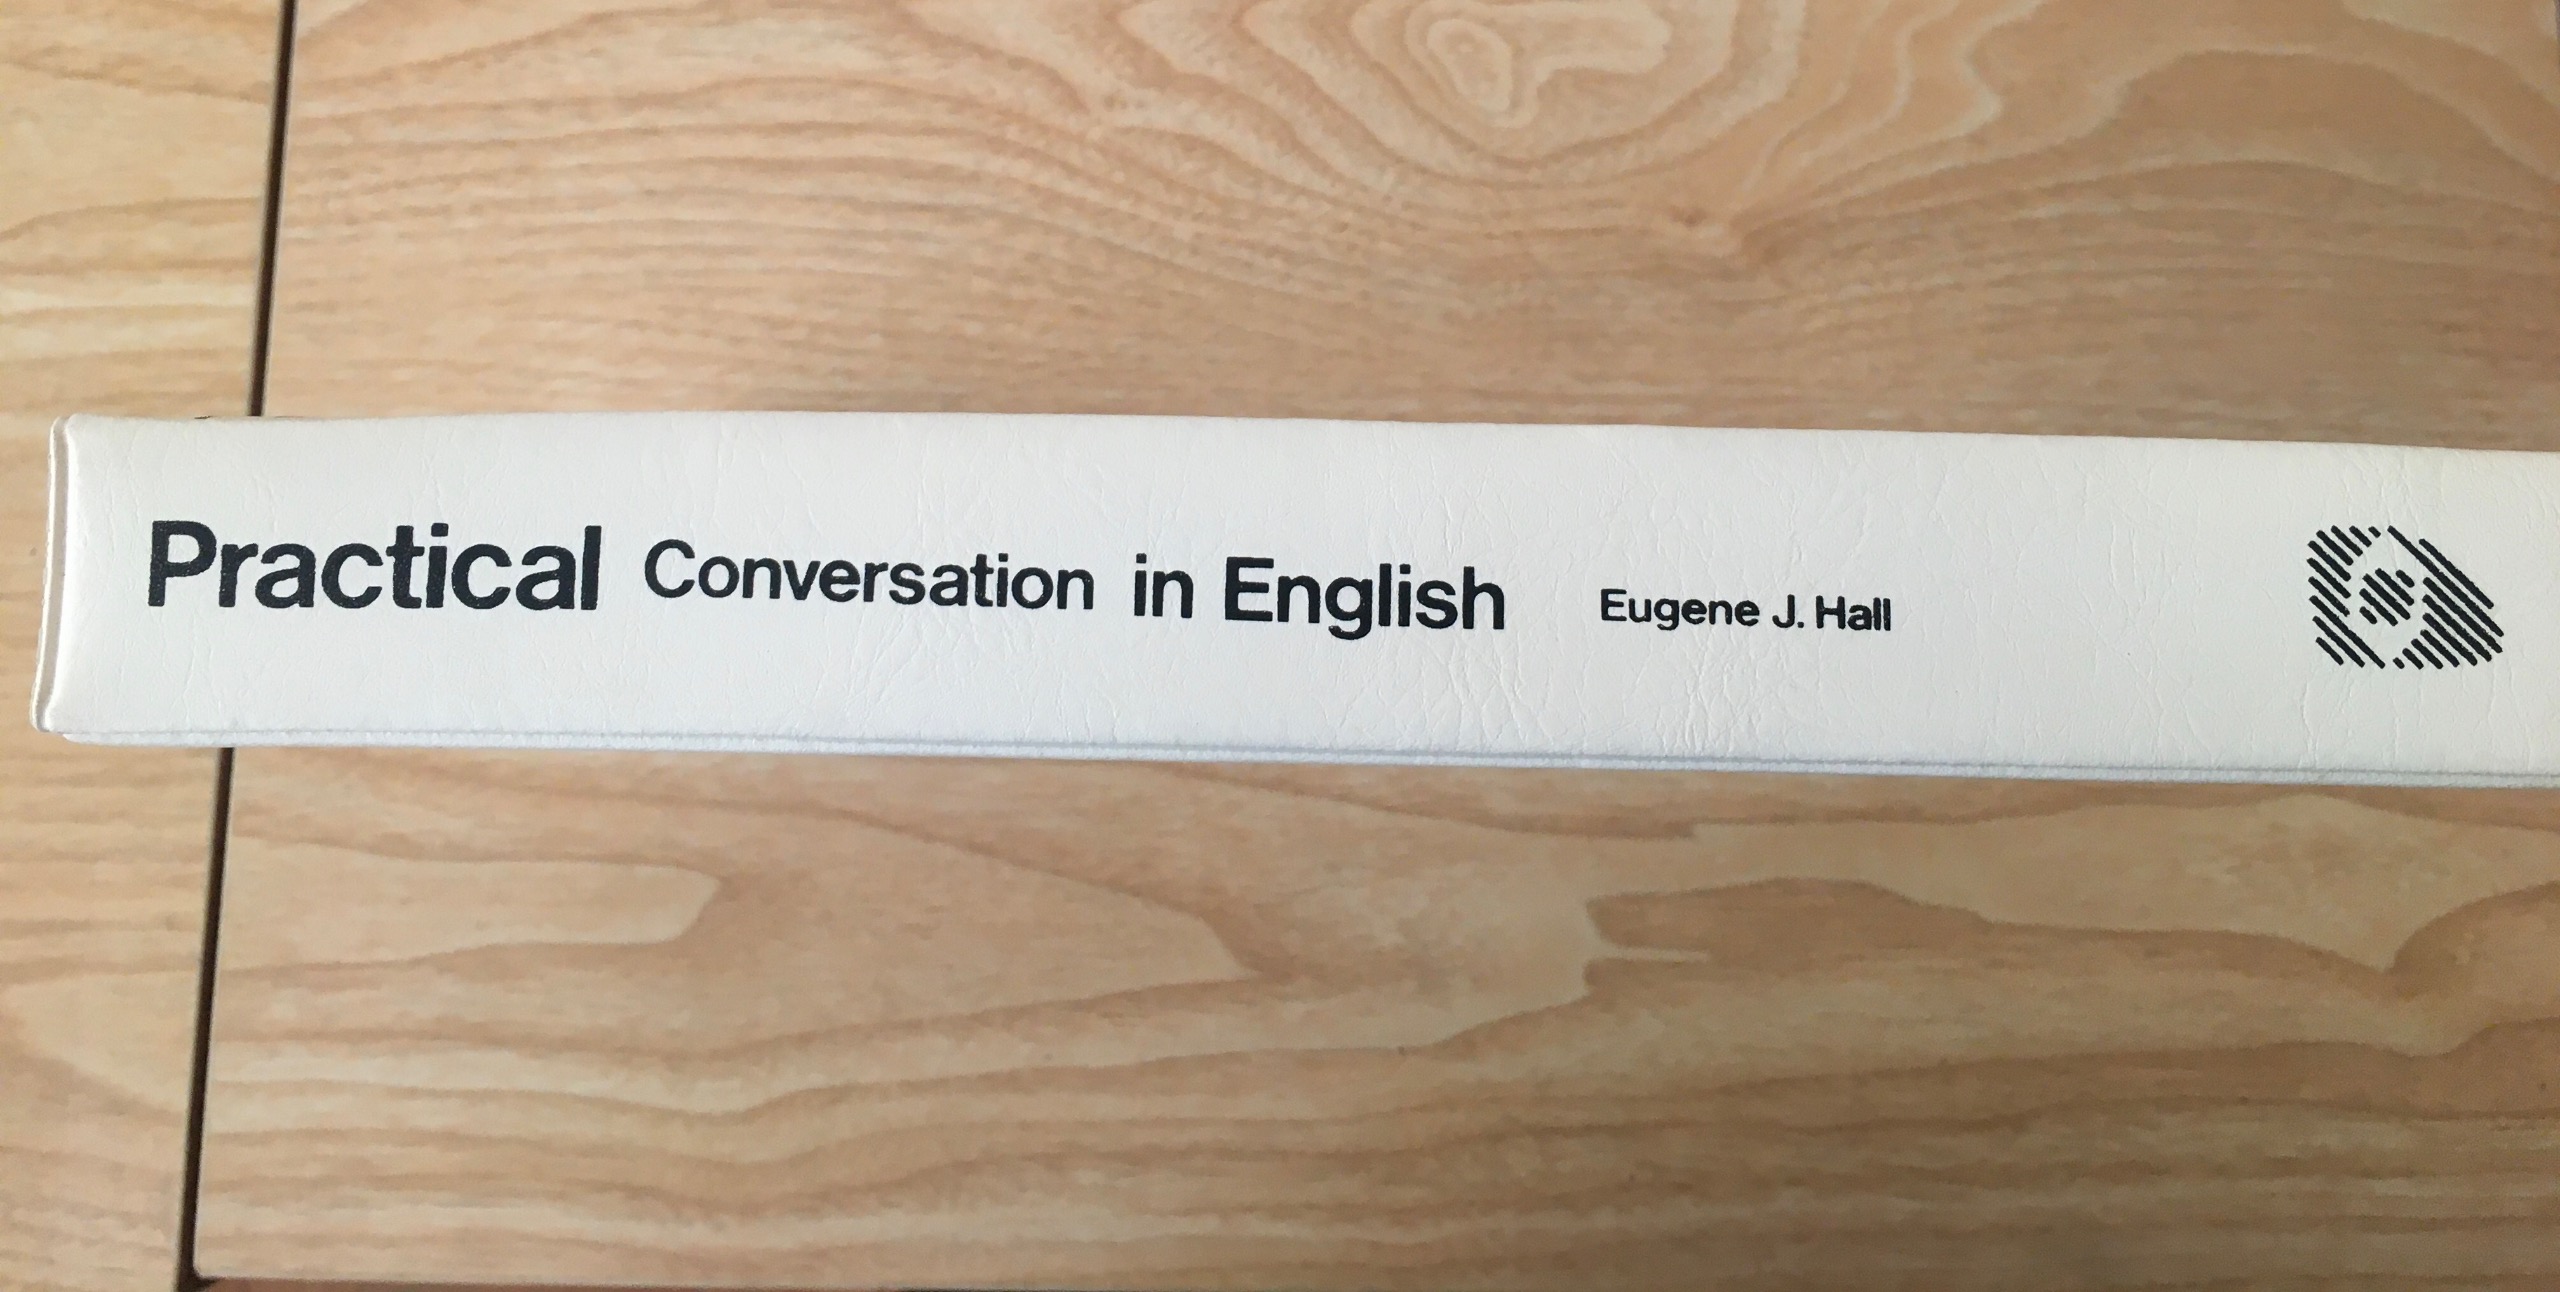 Practical Conversation in English Eugene J. Hall